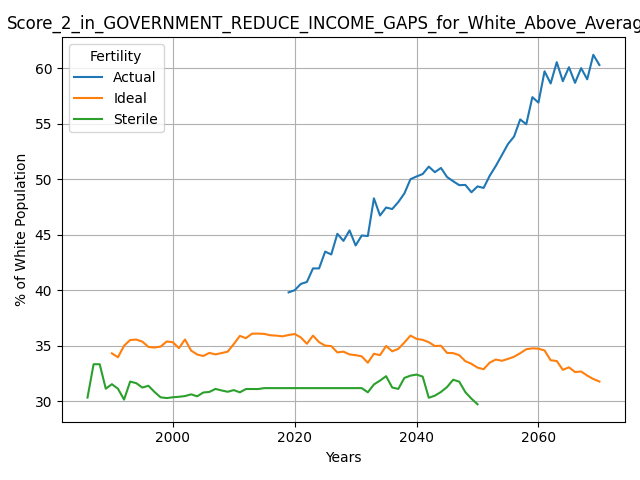 Score_2_in_GOVERNMENT_REDUCE_INCOME_GAPS_for_White_Above_Averag
Fertility
Actual
Ideal
Sterile
% of White Population
60
55
50
45
40
35
30
2000
2020
2040
2060
Years